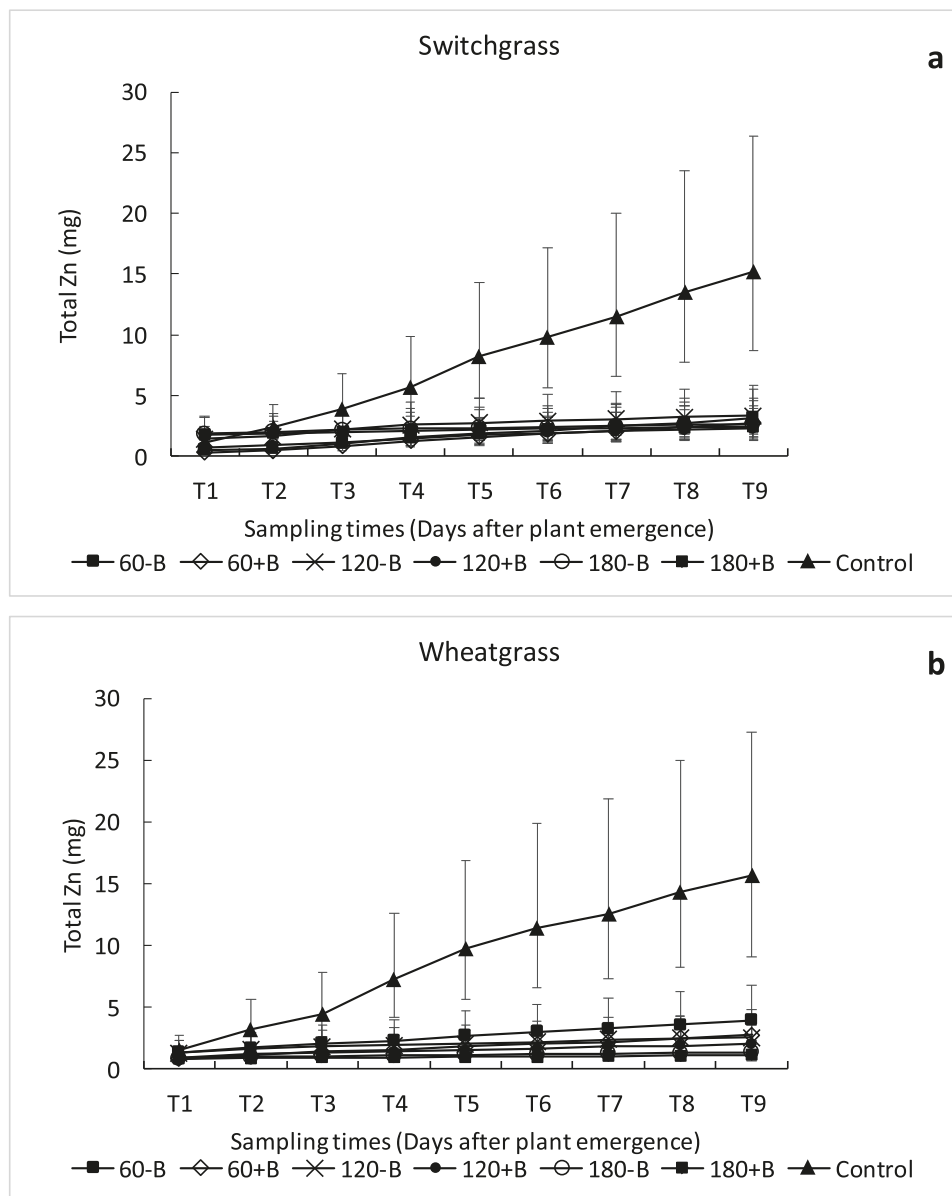 Switchgrass
a
30
25
20
15
10
5
0
Total Zn (mg)
T1 T2 T3 T4 T5 T6 T7 T8 T9
Sampling times (Days after plant emergence)
60-B 60+B 120-B 120+B 180-B 180+B Control
Wheatgrass
b
30
25
20
15
10
5
0
Total Zn (mg)
T1 T2 T3 T4 T5 T6 T7 T8 T9
Sampling times (Days after plant emergence)
60-B 60+B 120-B 120+B 180-B 180+B Control